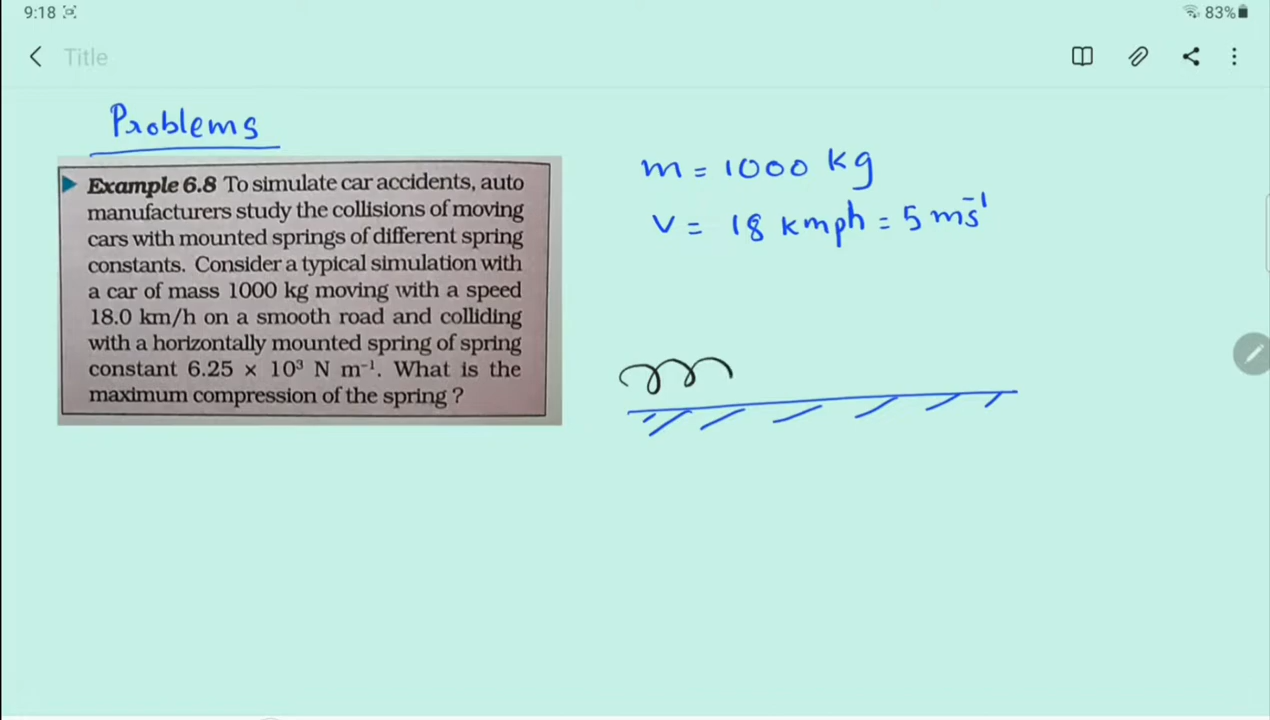 9:18
83%
Title
Problems
Example 6.8 To simulate car accidents, auto
manufacturers study the collisions of moving
cars with mounted springs of different spring
constants. Consider a typical simulation with
a car of mass 1000 kg moving with a speed
18.0 km/h on a smooth road and colliding
with a horizontally mounted spring of spring
constant 6.25 × 10³ N m⁻¹. What is the
maximum compression of the spring ?
m = 1000 kg
v = 18 kmph = 5 ms⁻¹